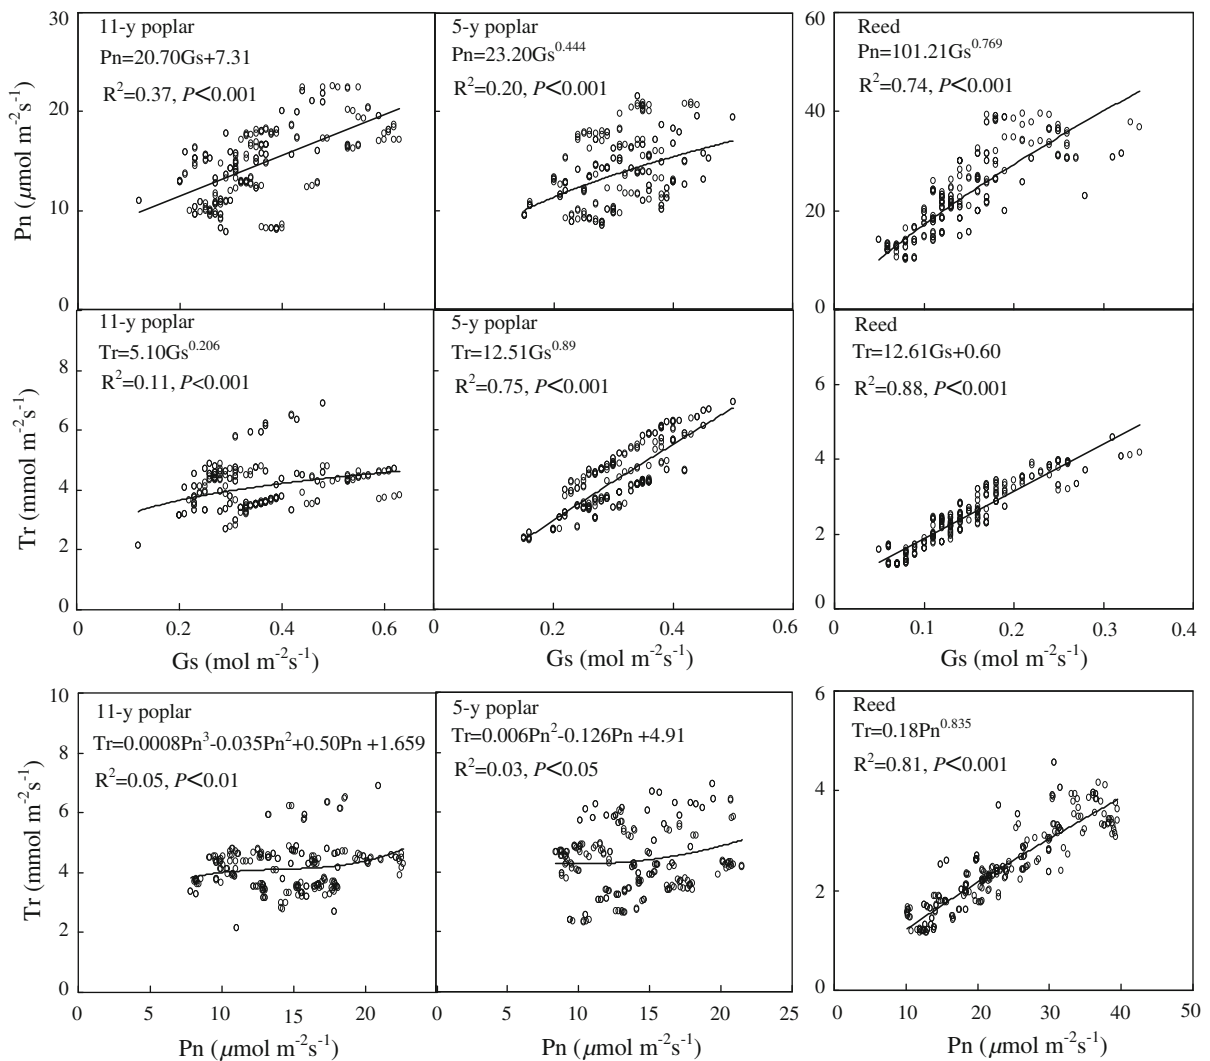 11-y poplar
Pn=20.70Gs+7.31
R²=0.37, P<0.001
5-y poplar
Pn=23.20Gs^0.444
R²=0.20, P<0.001
Reed
Pn=101.21Gs^0.769
R²=0.74, P<0.001
30
20
10
0
Pn (μmol m⁻²s⁻¹)
60
40
20
0
11-y poplar
Tr=5.10Gs^0.206
R²=0.11, P<0.001
5-y poplar
Tr=12.51Gs^0.89
R²=0.75, P<0.001
Reed
Tr=12.61Gs+0.60
R²=0.88, P<0.001
8
6
4
2
0
Tr (mmol m⁻²s⁻¹)
6
4
2
0
0 0.2 0.4 0.6
0 0.2 0.4 0.6
0 0.1 0.2 0.3 0.4
Gs (mol m⁻²s⁻¹)
Gs (mol m⁻²s⁻¹)
Gs (mol m⁻²s⁻¹)
11-y poplar
Tr=0.0008Pn³-0.035Pn²+0.50Pn +1.659
R²=0.05, P<0.01
5-y poplar
Tr=0.006Pn²-0.126Pn +4.91
R²=0.03, P<0.05
Reed
Tr=0.18Pn^0.835
R²=0.81, P<0.001
10
8
6
4
2
0
Tr (mmol m⁻²s⁻¹)
6
4
2
0
0 5 10 15 20
0 5 10 15 20 25
0 10 20 30 40 50
Pn (μmol m⁻²s⁻¹)
Pn (μmol m⁻²s⁻¹)
Pn (μmol m⁻²s⁻¹)